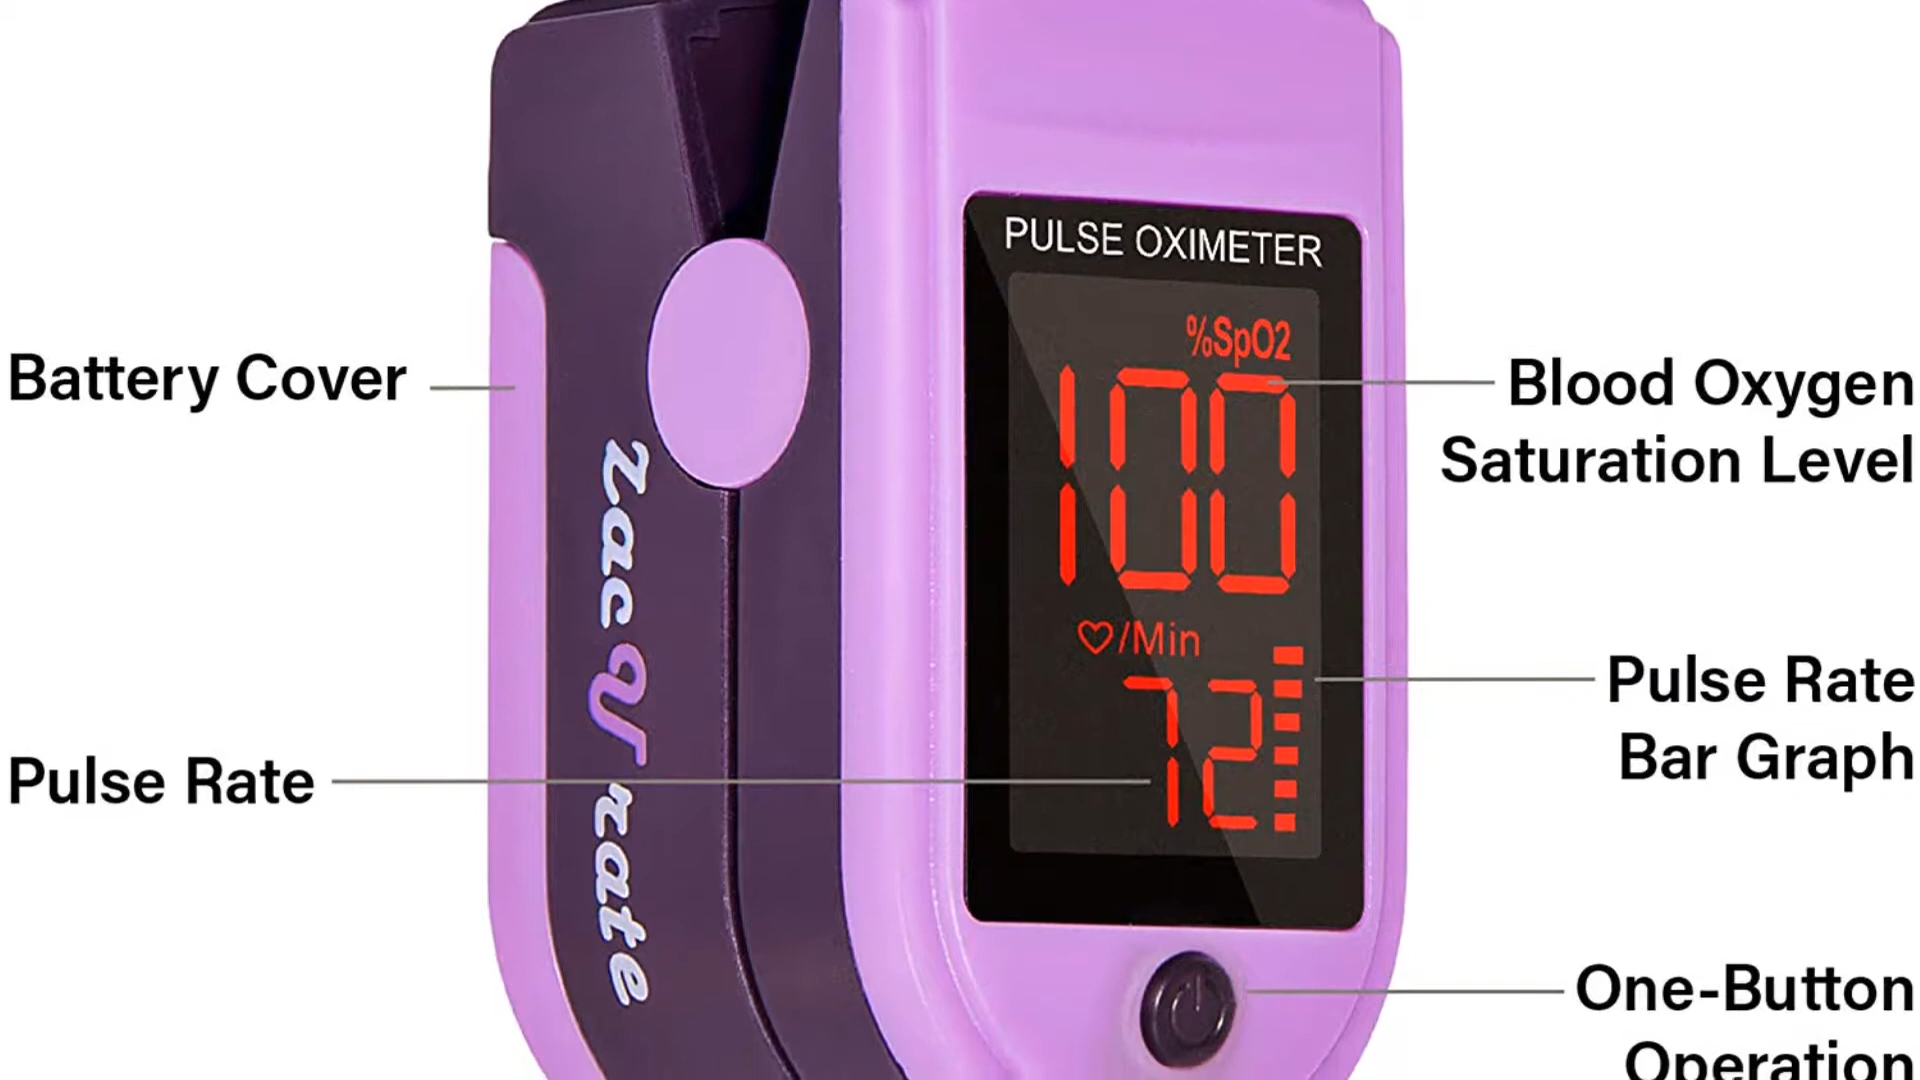 PULSE OXIMETER
%SpO2
100
♡/Min
72
Battery Cover
Pulse Rate
Zacurate
Blood Oxygen
Saturation Level
Pulse Rate
Bar Graph
One-Button
Operation